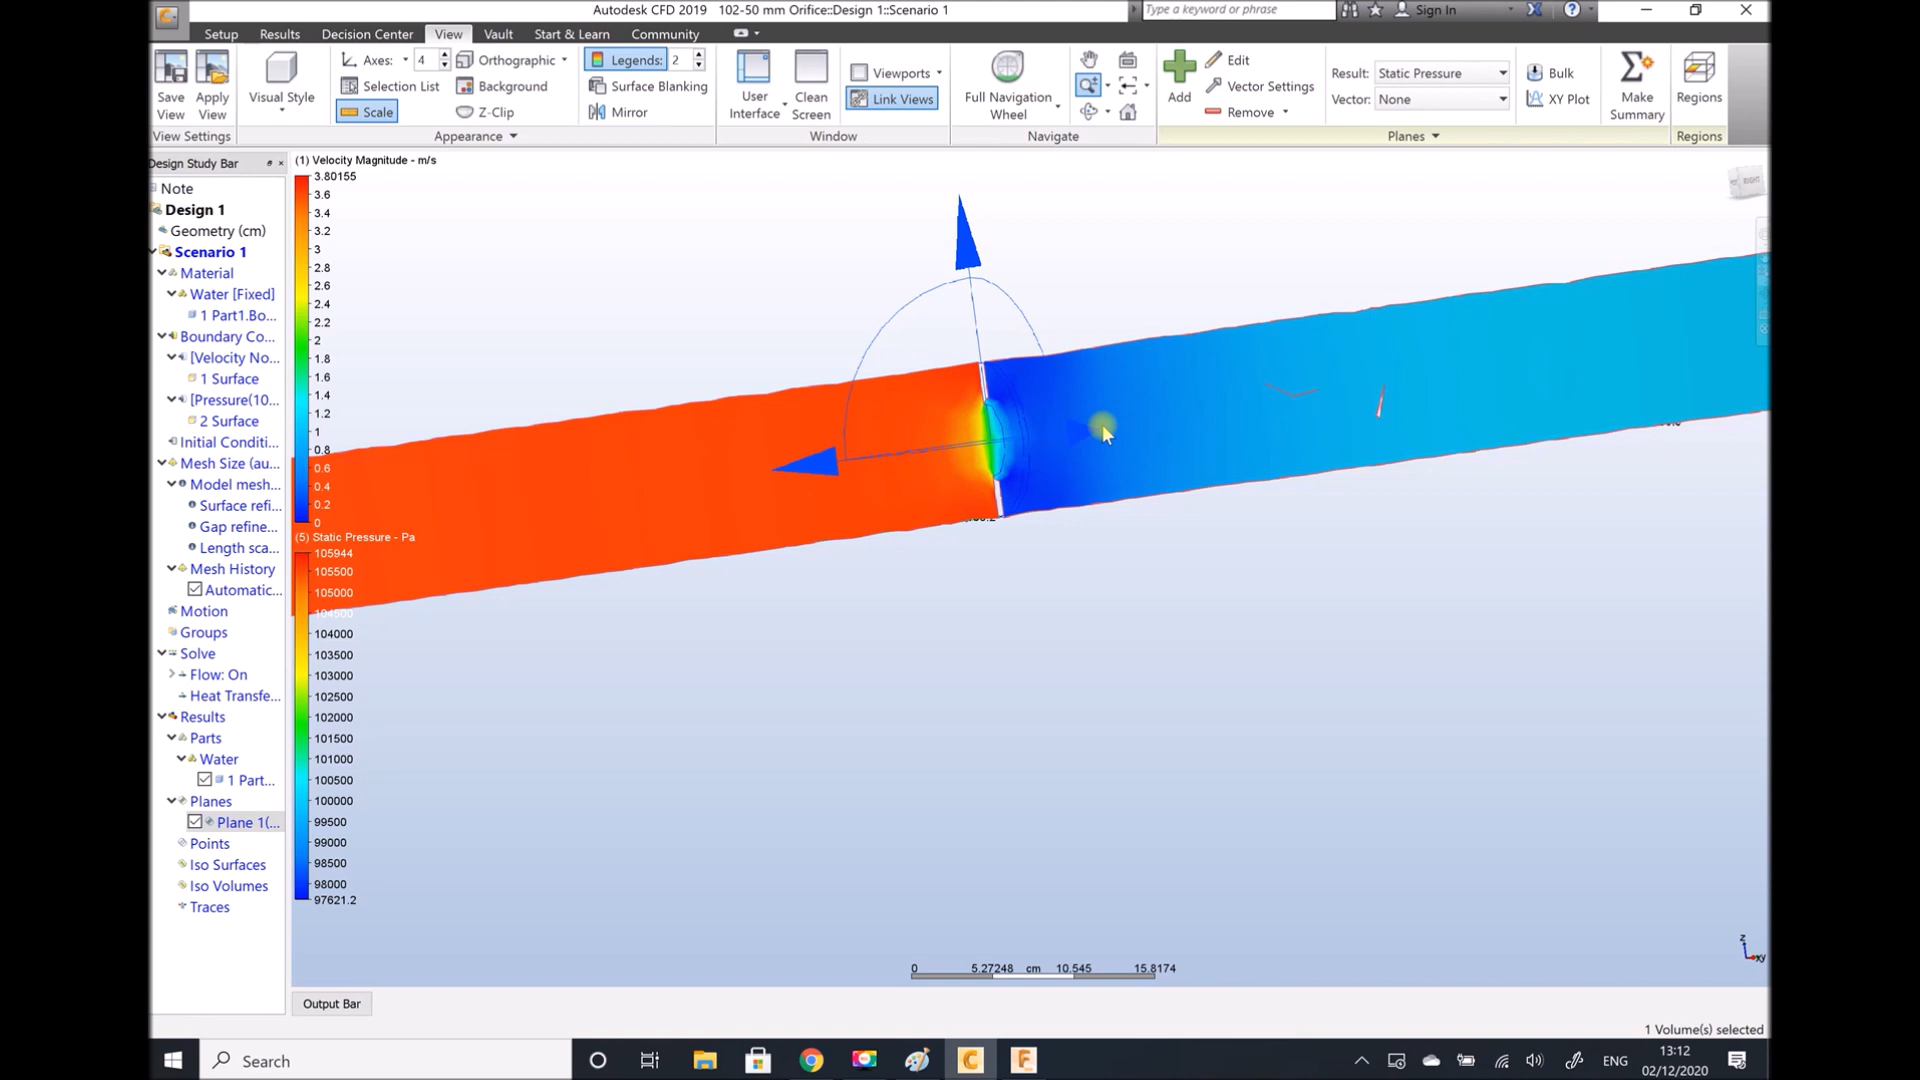 Autodesk CFD 2019 102-50 mm Orifice::Design 1::Scenario 1
Type a keyword or phrase
Sign In
Setup Results Decision Center View Vault Start & Learn Community
Save View
Apply View
View Settings
Visual Style
Axes: 4
Selection List
Scale
Orthographic
Background
Z-Clip
Legends: 2
Surface Blanking
Mirror
Appearance
User Interface
Clean Screen
Viewports
Link Views
Window
Full Navigation Wheel
Navigate
Add
Edit
Vector Settings
Remove
Result: Static Pressure
Vector: None
Bulk
XY Plot
Make Summary
Planes
Regions
Regions
Design Study Bar
Note
Design 1
Geometry (cm)
Scenario 1
Material
Water [Fixed]
1 Part1.Bo...
Boundary Co...
[Velocity No...
1 Surface
[Pressure(10...
2 Surface
Initial Conditi...
Mesh Size (au...
Model mesh...
Surface refi...
Gap refine...
Length sca...
Mesh History
Automatic...
Motion
Groups
Solve
Flow: On
Heat Transfe...
Results
Parts
Water
1 Part...
Planes
Plane 1(...
Points
Iso Surfaces
Iso Volumes
Traces
(1) Velocity Magnitude - m/s
3.80155
3.6
3.4
3.2
3
2.8
2.6
2.4
2.2
2
1.8
1.6
1.4
1.2
1
0.8
0.6
0.4
0.2
0
(5) Static Pressure - Pa
105944
105500
105000
104500
104000
103500
103000
102500
102000
101500
101000
100500
100000
99500
99000
98500
98000
97621.2
RIGHT
0 5.27248 cm 10.545 15.8174
Z
Output Bar
1 Volume(s) selected
Search
ENG
13:12
02/12/2020